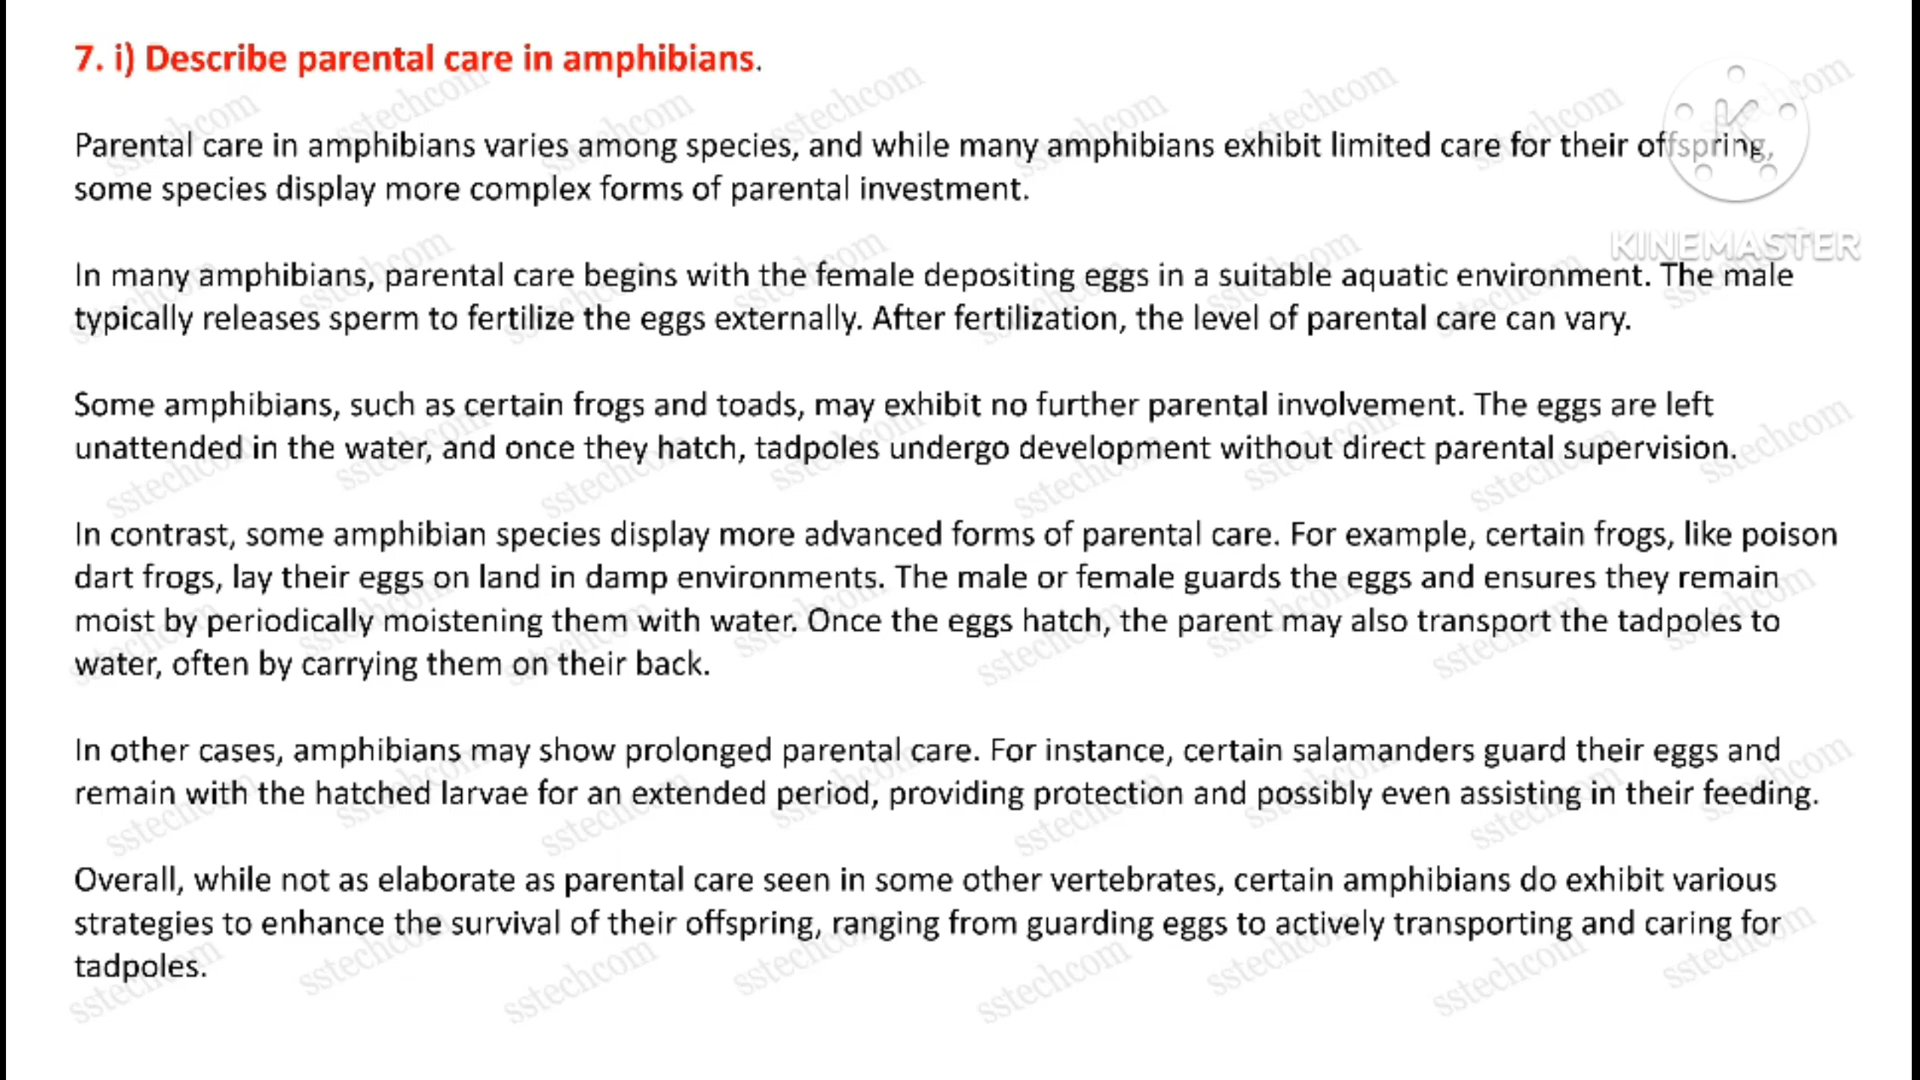 7. i) Describe parental care in amphibians.
Parental care in amphibians varies among species, and while many amphibians exhibit limited care for their offspring,
some species display more complex forms of parental investment.
K
KINEMASTER
In many amphibians, parental care begins with the female depositing eggs in a suitable aquatic environment. The male
typically releases sperm to fertilize the eggs externally. After fertilization, the level of parental care can vary.
Some amphibians, such as certain frogs and toads, may exhibit no further parental involvement. The eggs are left
unattended in the water, and once they hatch, tadpoles undergo development without direct parental supervision.
In contrast, some amphibian species display more advanced forms of parental care. For example, certain frogs, like poison
dart frogs, lay their eggs on land in damp environments. The male or female guards the eggs and ensures they remain
moist by periodically moistening them with water. Once the eggs hatch, the parent may also transport the tadpoles to
water, often by carrying them on their back.
In other cases, amphibians may show prolonged parental care. For instance, certain salamanders guard their eggs and
remain with the hatched larvae for an extended period, providing protection and possibly even assisting in their feeding.
Overall, while not as elaborate as parental care seen in some other vertebrates, certain amphibians do exhibit various
strategies to enhance the survival of their offspring, ranging from guarding eggs to actively transporting and caring for
tadpoles.
sstechcom